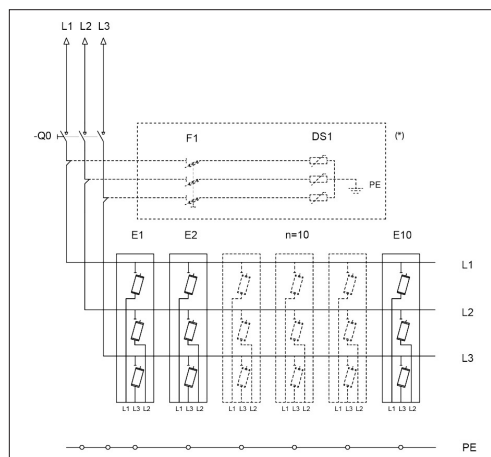 L1 L2 L3
-Q0
F1 DS1 (*)
PE
E1 E2 n=10 E10
L1
L2
L3
L1 L3 L2 L1 L3 L2 L1 L3 L2 L1 L3 L2 L1 L3 L2 L1 L3 L2
PE